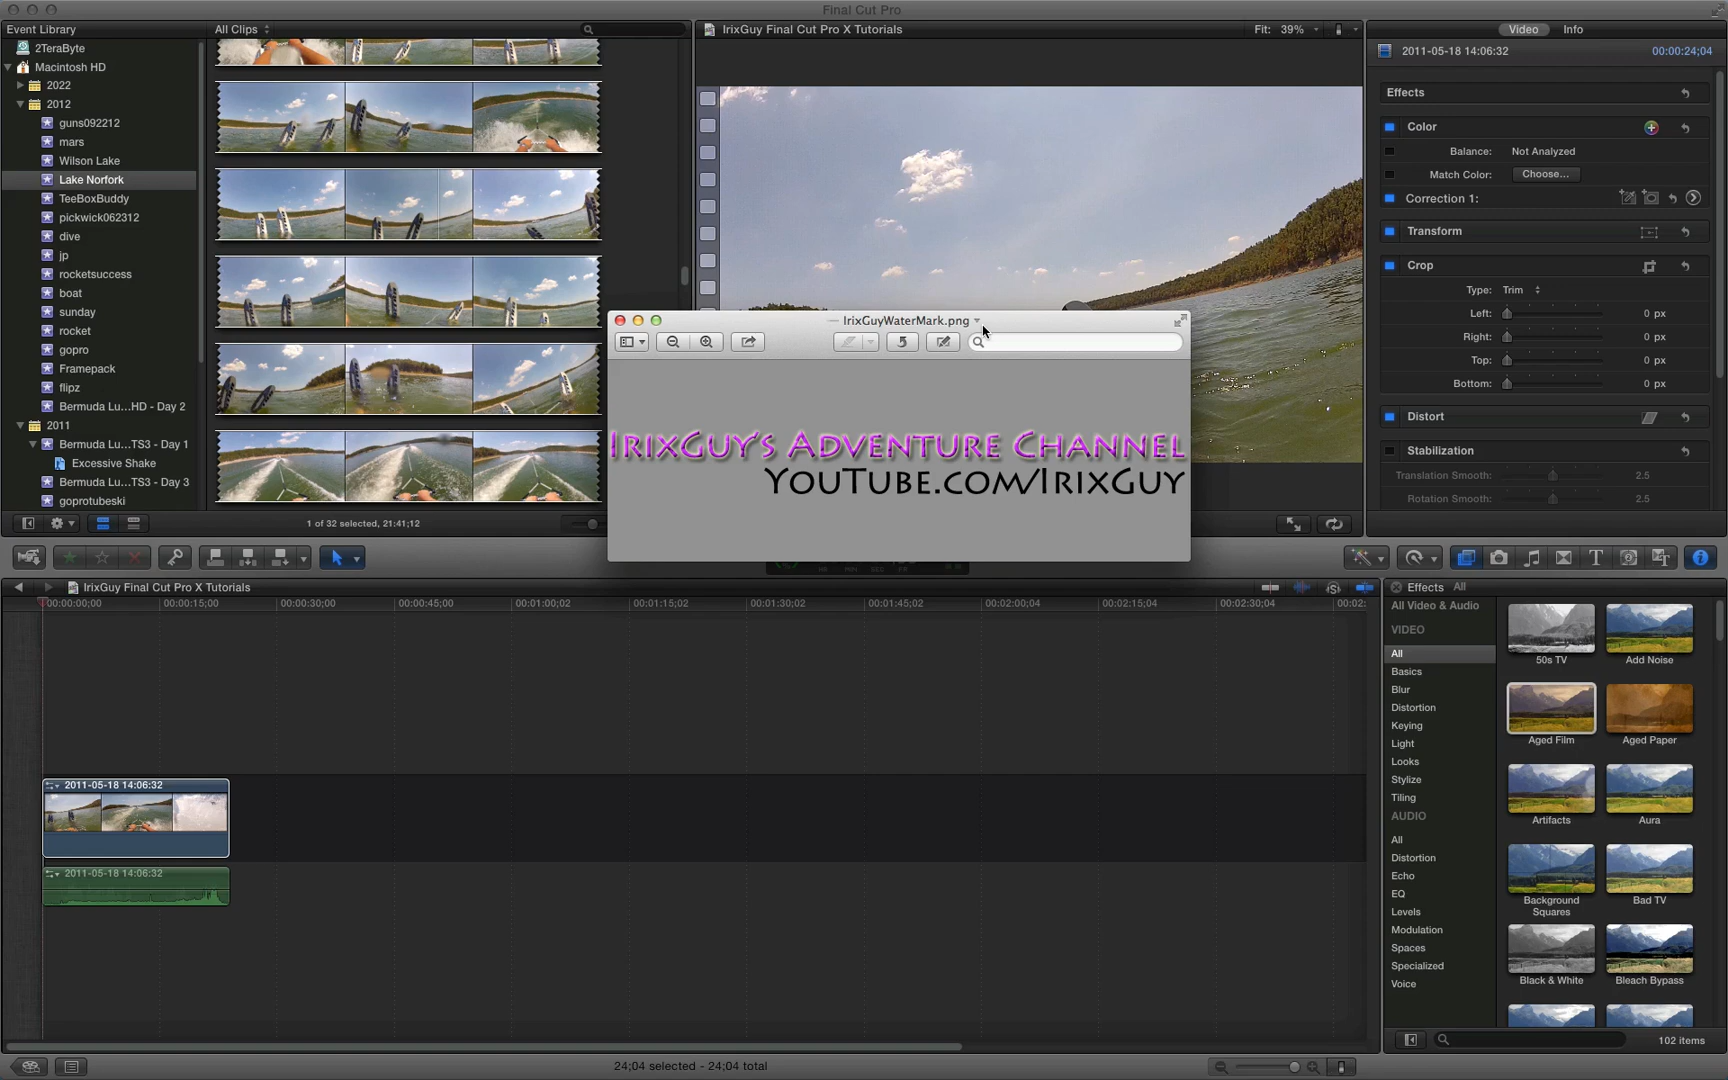 Final Cut Pro
Event Library
All Clips
IrixGuy Final Cut Pro X Tutorials
Fit: 39%
Video
Info
2TeraByte
Macintosh HD
2022
2012
guns092212
mars
Wilson Lake
Lake Norfork
TeeBoxBuddy
pickwick062312
dive
jp
rocketsuccess
boat
sunday
rocket
gopro
Framepack
flipz
Bermuda Lu...HD - Day 2
2011
Bermuda Lu...TS3 - Day 1
Excessive Shake
Bermuda Lu...TS3 - Day 3
goprotubeski
1 of 32 selected, 21:41;12
2011-05-18 14:06:32
00:00:24;04
Effects
Color
Balance: Not Analyzed
Match Color: Choose...
Correction 1:
Transform
Crop
Type: Trim
Left: 0 px
Right: 0 px
Top: 0 px
Bottom: 0 px
Distort
Stabilization
Translation Smooth: 2.5
Rotation Smooth: 2.5
IrixGuyWaterMark.png
IrixGuy's Adventure Channel
YouTube.com/IrixGuy
HR MIN SEC FR
IrixGuy Final Cut Pro X Tutorials
00:00:00;00
00:00:15;00
00:00:30;00
00:00:45;00
00:01:00;02
00:01:15;02
00:01:30;02
00:01:45;02
00:02:00;04
00:02:15;04
00:02:30;04
00:02:
2011-05-18 14:06:32
2011-05-18 14:06:32
Effects All
All Video & Audio
VIDEO
All
Basics
Blur
Distortion
Keying
Light
Looks
Stylize
Tiling
AUDIO
All
Distortion
Echo
EQ
Levels
Modulation
Spaces
Specialized
Voice
50s TV
Add Noise
Aged Film
Aged Paper
Artifacts
Aura
Background
Squares
Bad TV
Black & White
Bleach Bypass
102 items
24;04 selected - 24;04 total